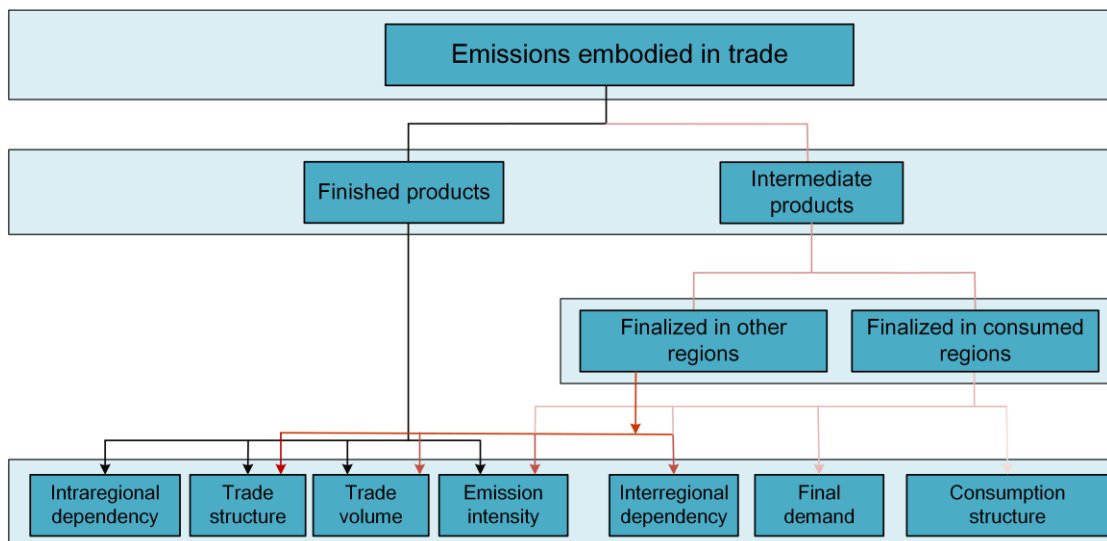 Emissions embodied in trade
Finished products
Intermediate
products
Finalized in other
regions
Finalized in consumed
regions
Intraregional
dependency
Trade
structure
Trade
volume
Emission
intensity
Interregional
dependency
Final
demand
Consumption
structure